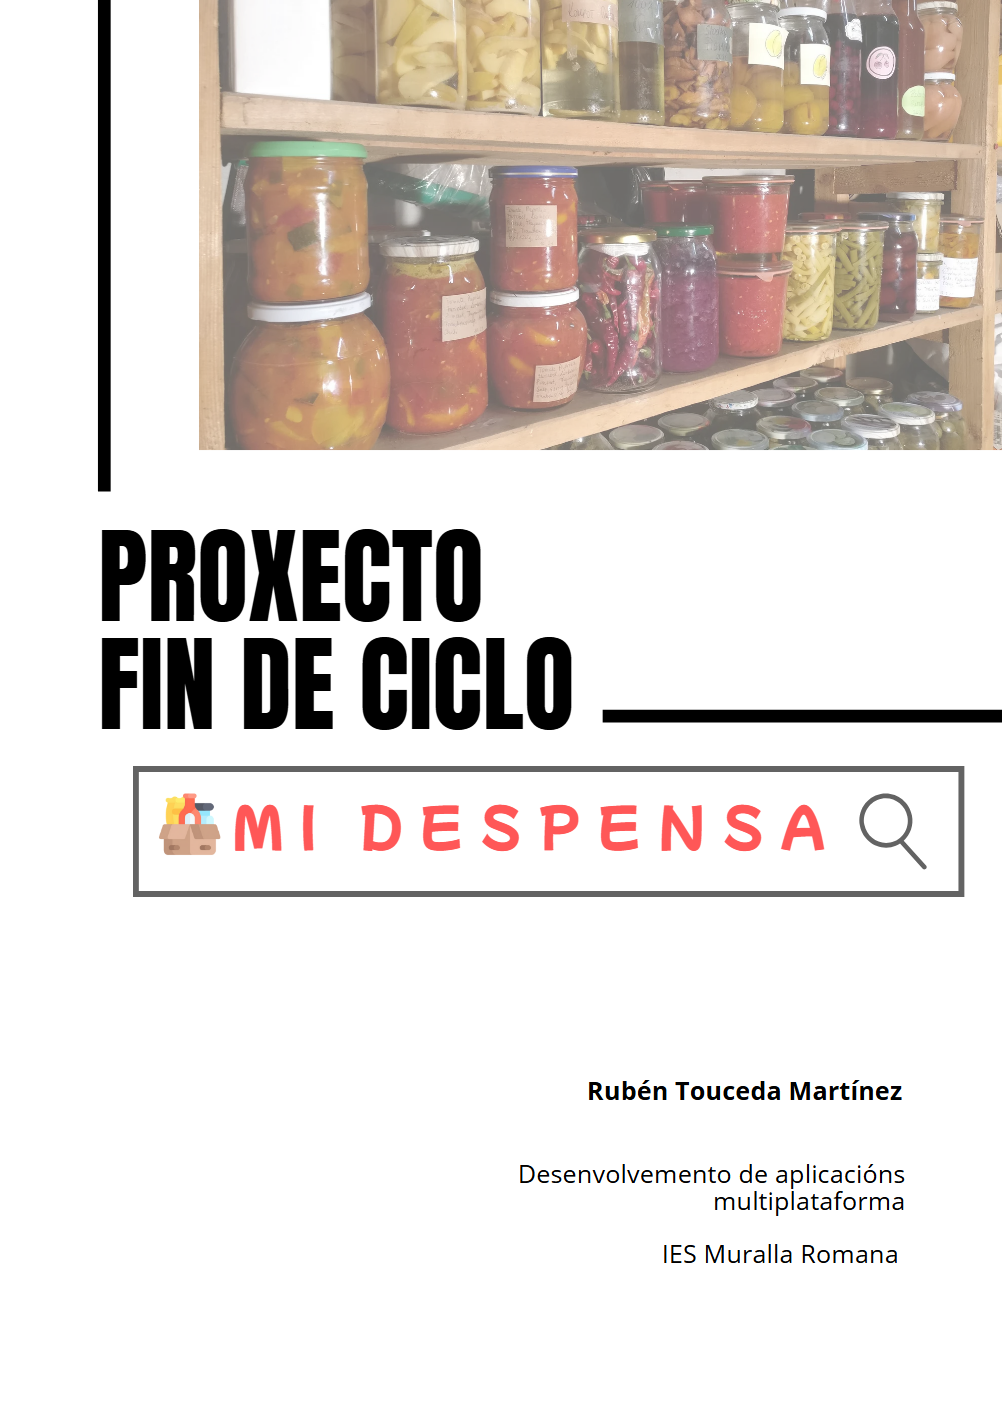 PROXECTO
FIN DE CICLO
MI DESPENSA
Rubén Touceda Martínez
Desenvolvemento de aplicacións
multiplataforma
IES Muralla Romana